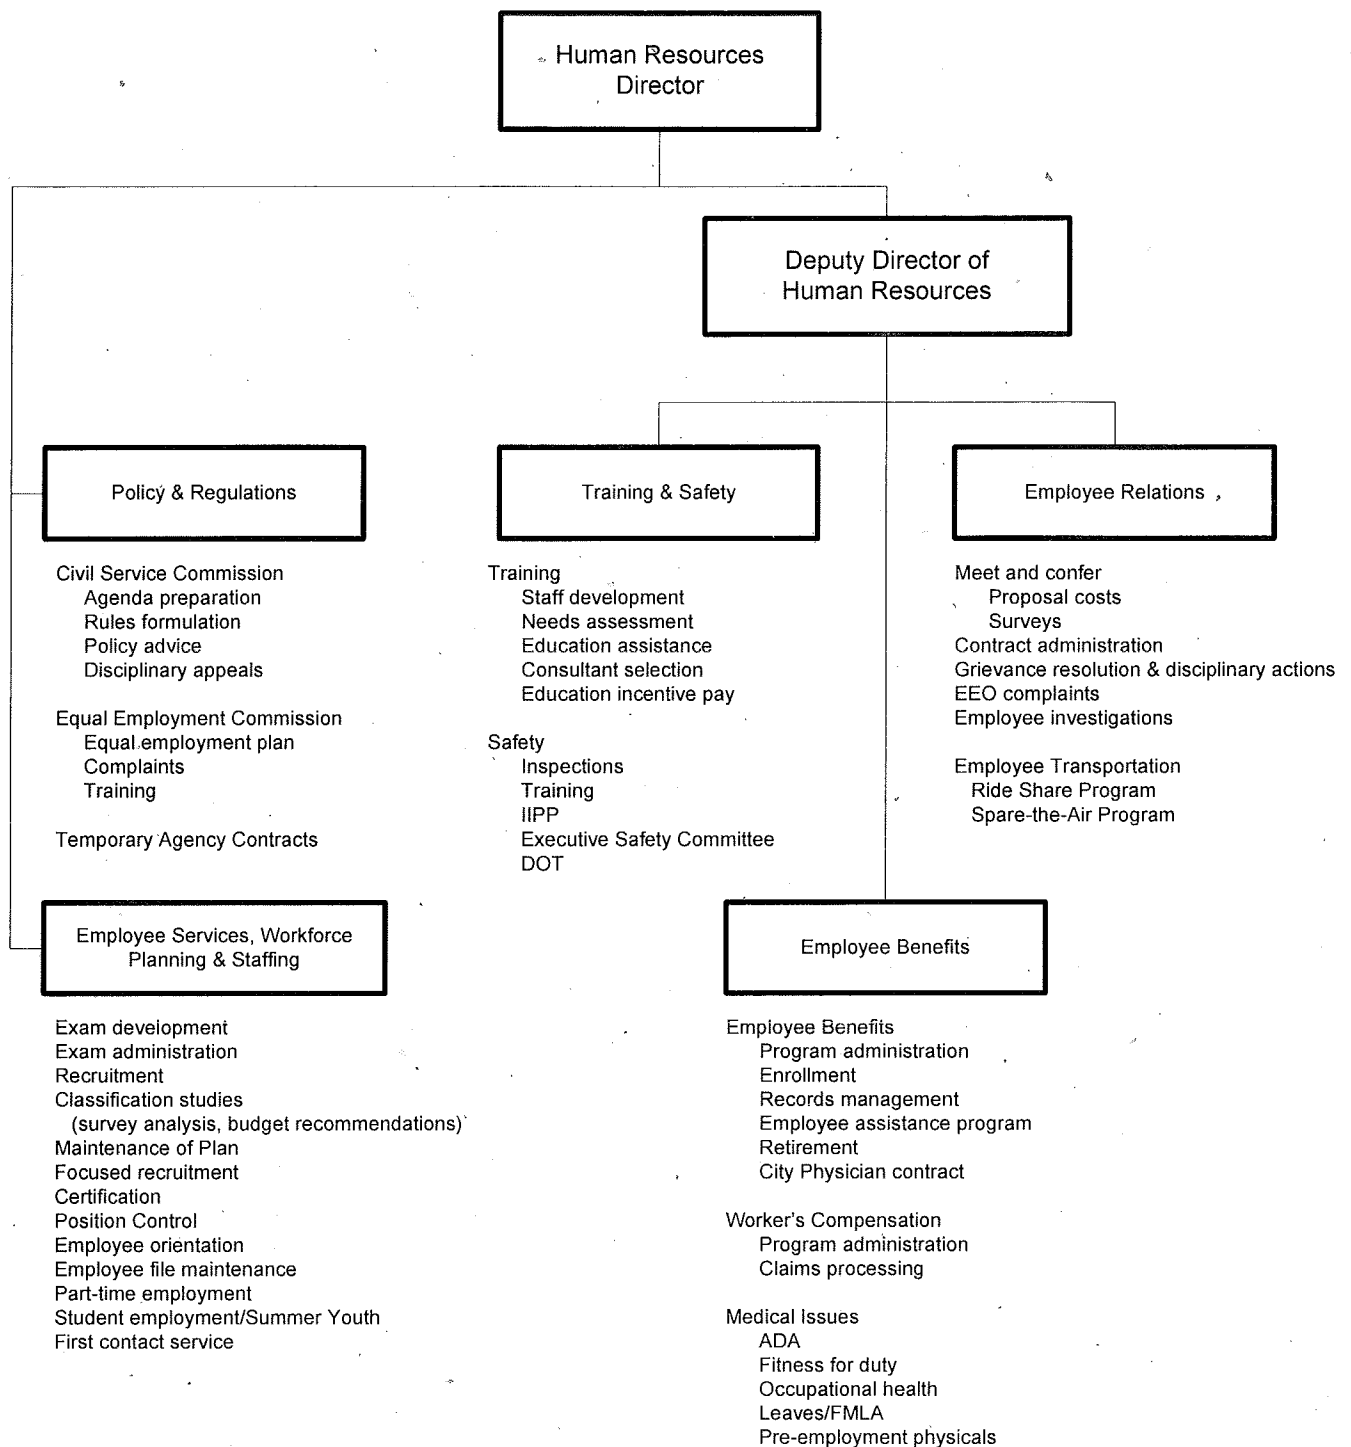 Human Resources
Director
Deputy Director of
Human Resources
Policy & Regulations
Civil Service Commission
Agenda preparation
Rules formulation
Policy advice
Disciplinary appeals
Equal Employment Commission
Equal employment plan
Complaints
Training
Temporary Agency Contracts
Training & Safety
Training
Staff development
Needs assessment
Education assistance
Consultant selection
Education incentive pay
Safety
Inspections
Training
IIPP
Executive Safety Committee
DOT
Employee Relations
Meet and confer
Proposal costs
Surveys
Contract administration
Grievance resolution & disciplinary actions
EEO complaints
Employee investigations
Employee Transportation
Ride Share Program
Spare-the-Air Program
Employee Services, Workforce
Planning & Staffing
Exam development
Exam administration
Recruitment
Classification studies
(survey analysis, budget recommendations)
Maintenance of Plan
Focused recruitment
Certification
Position Control
Employee orientation
Employee file maintenance
Part-time employment
Student employment/Summer Youth
First contact service
Employee Benefits
Employee Benefits
Program administration
Enrollment
Records management
Employee assistance program
Retirement
City Physician contract
Worker's Compensation
Program administration
Claims processing
Medical Issues
ADA
Fitness for duty
Occupational health
Leaves/FMLA
Pre-employment physicals